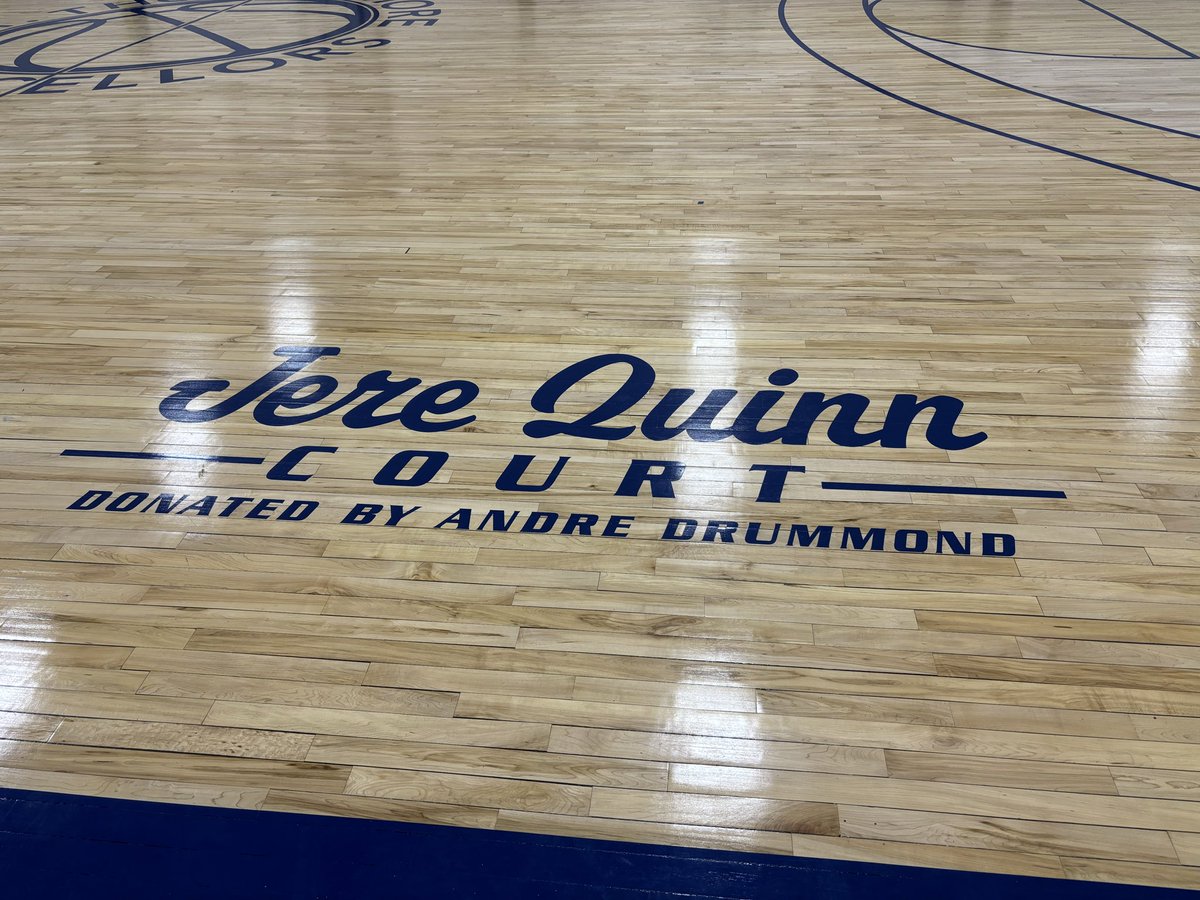 Jere Quinn
COURT
DONATED BY ANDRE DRUMMOND